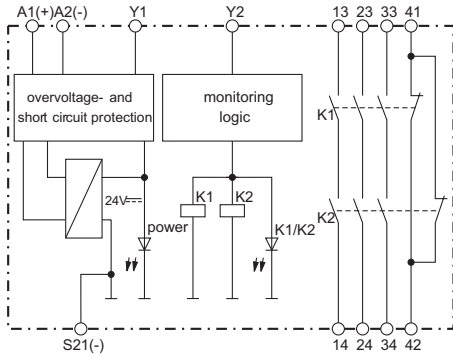 A1(+) A2(-) Y1 Y2 13 23 33 41
overvoltage- and
short circuit protection
monitoring
logic
K1
24V
K1 K2
power
K1/K2
K2
S21(-)
14 24 34 42